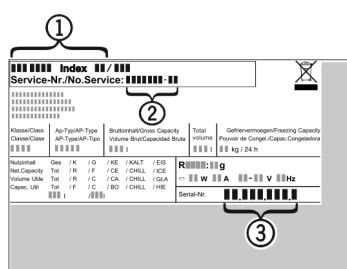 1
Index /
Service-Nr./No.Service: -
2
Klasse/Class
Classe/Clase
Ap-Typ/AP-Type
AP-Type/AP-Tipo
Bruttoinhalt/Gross Capacity
Volume Brut/Capacidad Bruta
l
Total
volume
l
Gefriervermoegen/Freezing Capacity
Pouvoir de Congel./Capac.Congeladora
kg / 24 h
Nutzinhalt Ges / K / G / KE / KALT / EIS
Net.Capacity Tot / R / F / CE / CHILL / ICE
Volume Utile Tot / R / C / CA / CHILL / GLA
Capac. Util Tot / F / C / BO / CHILL / HIE
l / l
R : g
W A - V Hz
Serial-Nr. . . .
3